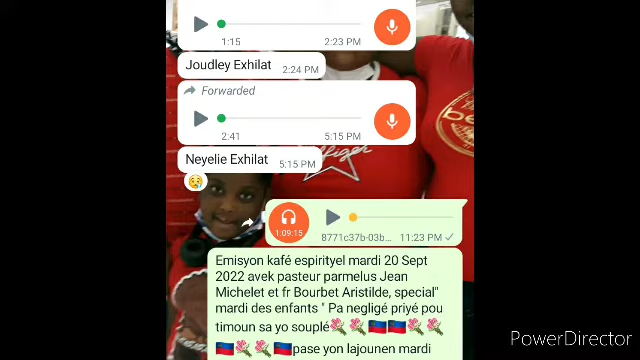 1:15 2:23 PM
Joudley Exhilat 2:24 PM
Forwarded
2:41 5:15 PM
Neyelie Exhilat 5:15 PM
1:09:15 8771c37b-03b... 11:23 PM
Emisyon kafé espirityel mardi 20 Sept
2022 avek pasteur parmelus Jean
Michelet et fr Bourbet Aristilde, special"
mardi des enfants " Pa negligé priyé pou
timoun sa yo souplé🌹🌹🇭🇹🇭🇹🌹🌹
🇭🇹🌹🌹🇭🇹pase yon lajounen mardi
PowerDirector